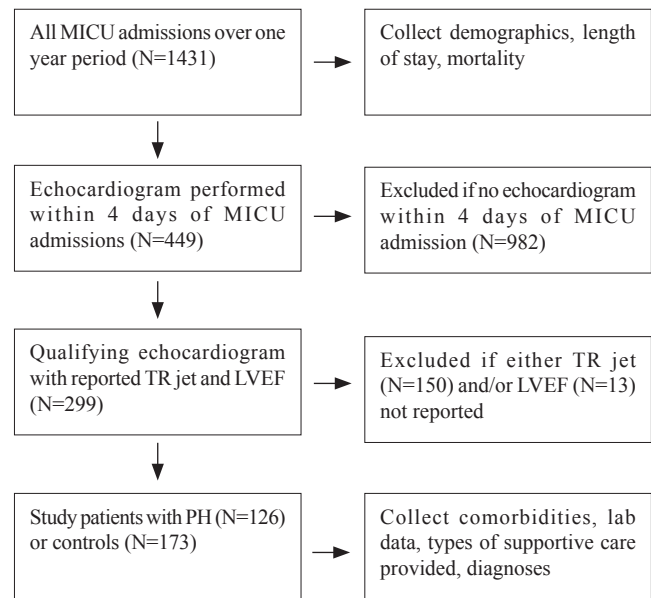 All MICU admissions over one
year period (N=1431)
Collect demographics, length
of stay, mortality
Echocardiogram performed
within 4 days of MICU
admissions (N=449)
Excluded if no echocardiogram
within 4 days of MICU
admission (N=982)
Qualifying echocardiogram
with reported TR jet and LVEF
(N=299)
Excluded if either TR jet
(N=150) and/or LVEF (N=13)
not reported
Study patients with PH (N=126)
or controls (N=173)
Collect comorbidities, lab
data, types of supportive care
provided, diagnoses